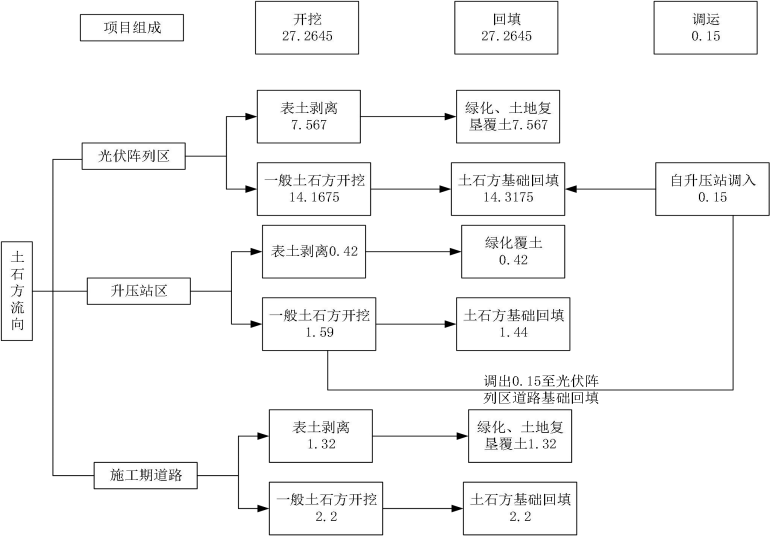 项目组成
开挖
27.2645
回填
27.2645
调运
0.15
表土剥离
7.567
绿化、土地复
垦覆土7.567
光伏阵列区
一般土石方开挖
14.1675
土石方基础回填
14.3175
自升压站调入
0.15
土石方流向
表土剥离0.42
绿化覆土
0.42
升压站区
一般土石方开挖
1.59
土石方基础回填
1.44
调出0.15至光伏阵
列区道路基础回填
表土剥离
1.32
绿化、土地复
垦覆土1.32
施工期道路
一般土石方开挖
2.2
土石方基础回填
2.2